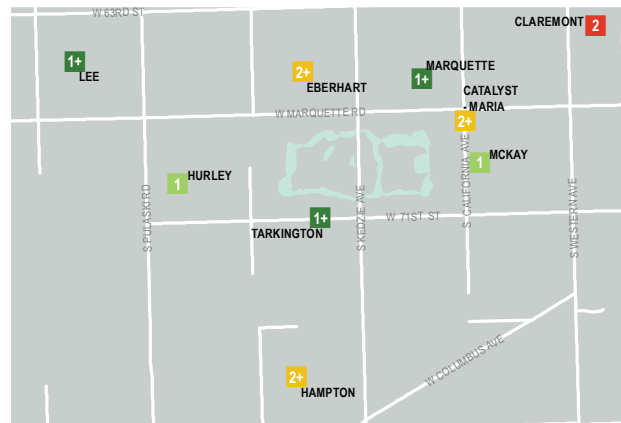 W 63RD ST
CLAREMONT
2
1+
LEE
2+
EBERHART
MARQUETTE
1+
CATALYST
- MARIA
2+
W MARQUETTE RD
MCKAY
1
HURLEY
1
S PULASKI RD
S KEDZIE AVE
S CALIFORNIA AVE
S WESTERN AVE
1+
TARKINGTON
W 71ST ST
W COLUMBUS AVE
2+
HAMPTON